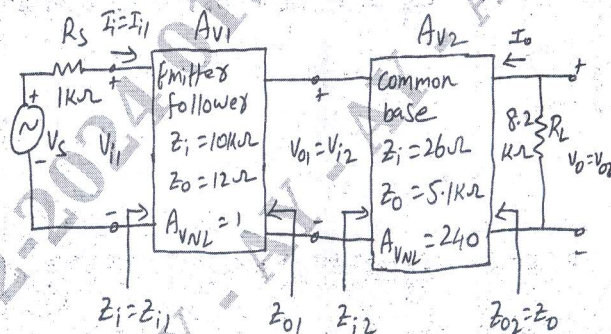 Rs
Ii=Ii1
1KΩ
Vs
Vi1
Av1
Emitter
follower
Zi=10KΩ
Zo=12Ω
AVNL=1
Vo1=Vi2
Av2
common
base
Zi=26Ω
Zo=5.1KΩ
AVNL=240
Io
8.2
KΩ
RL
Vo=Vo2
Zi=Zi1
Zo1
Zi2
Zo2=Zo